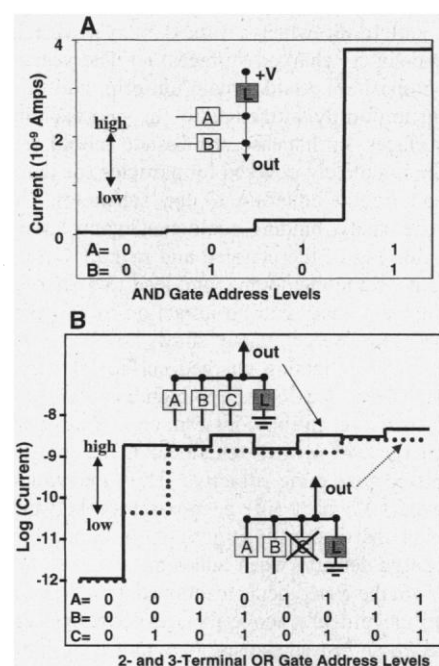 A
4
+V
L
A
B
out
2
high
low
0
Current (10⁻⁹ Amps)
A= 0 0 1 1
B= 0 1 0 1
AND Gate Address Levels
B
out
A B C L
-8
high
-9
out
-10
low
-11
A B C L
-12
Log (Current)
A= 0 0 0 0 1 1 1 1
B= 0 0 1 1 0 0 1 1
C= 0 1 0 1 0 1 0 1
2- and 3-Terminal OR Gate Address Levels